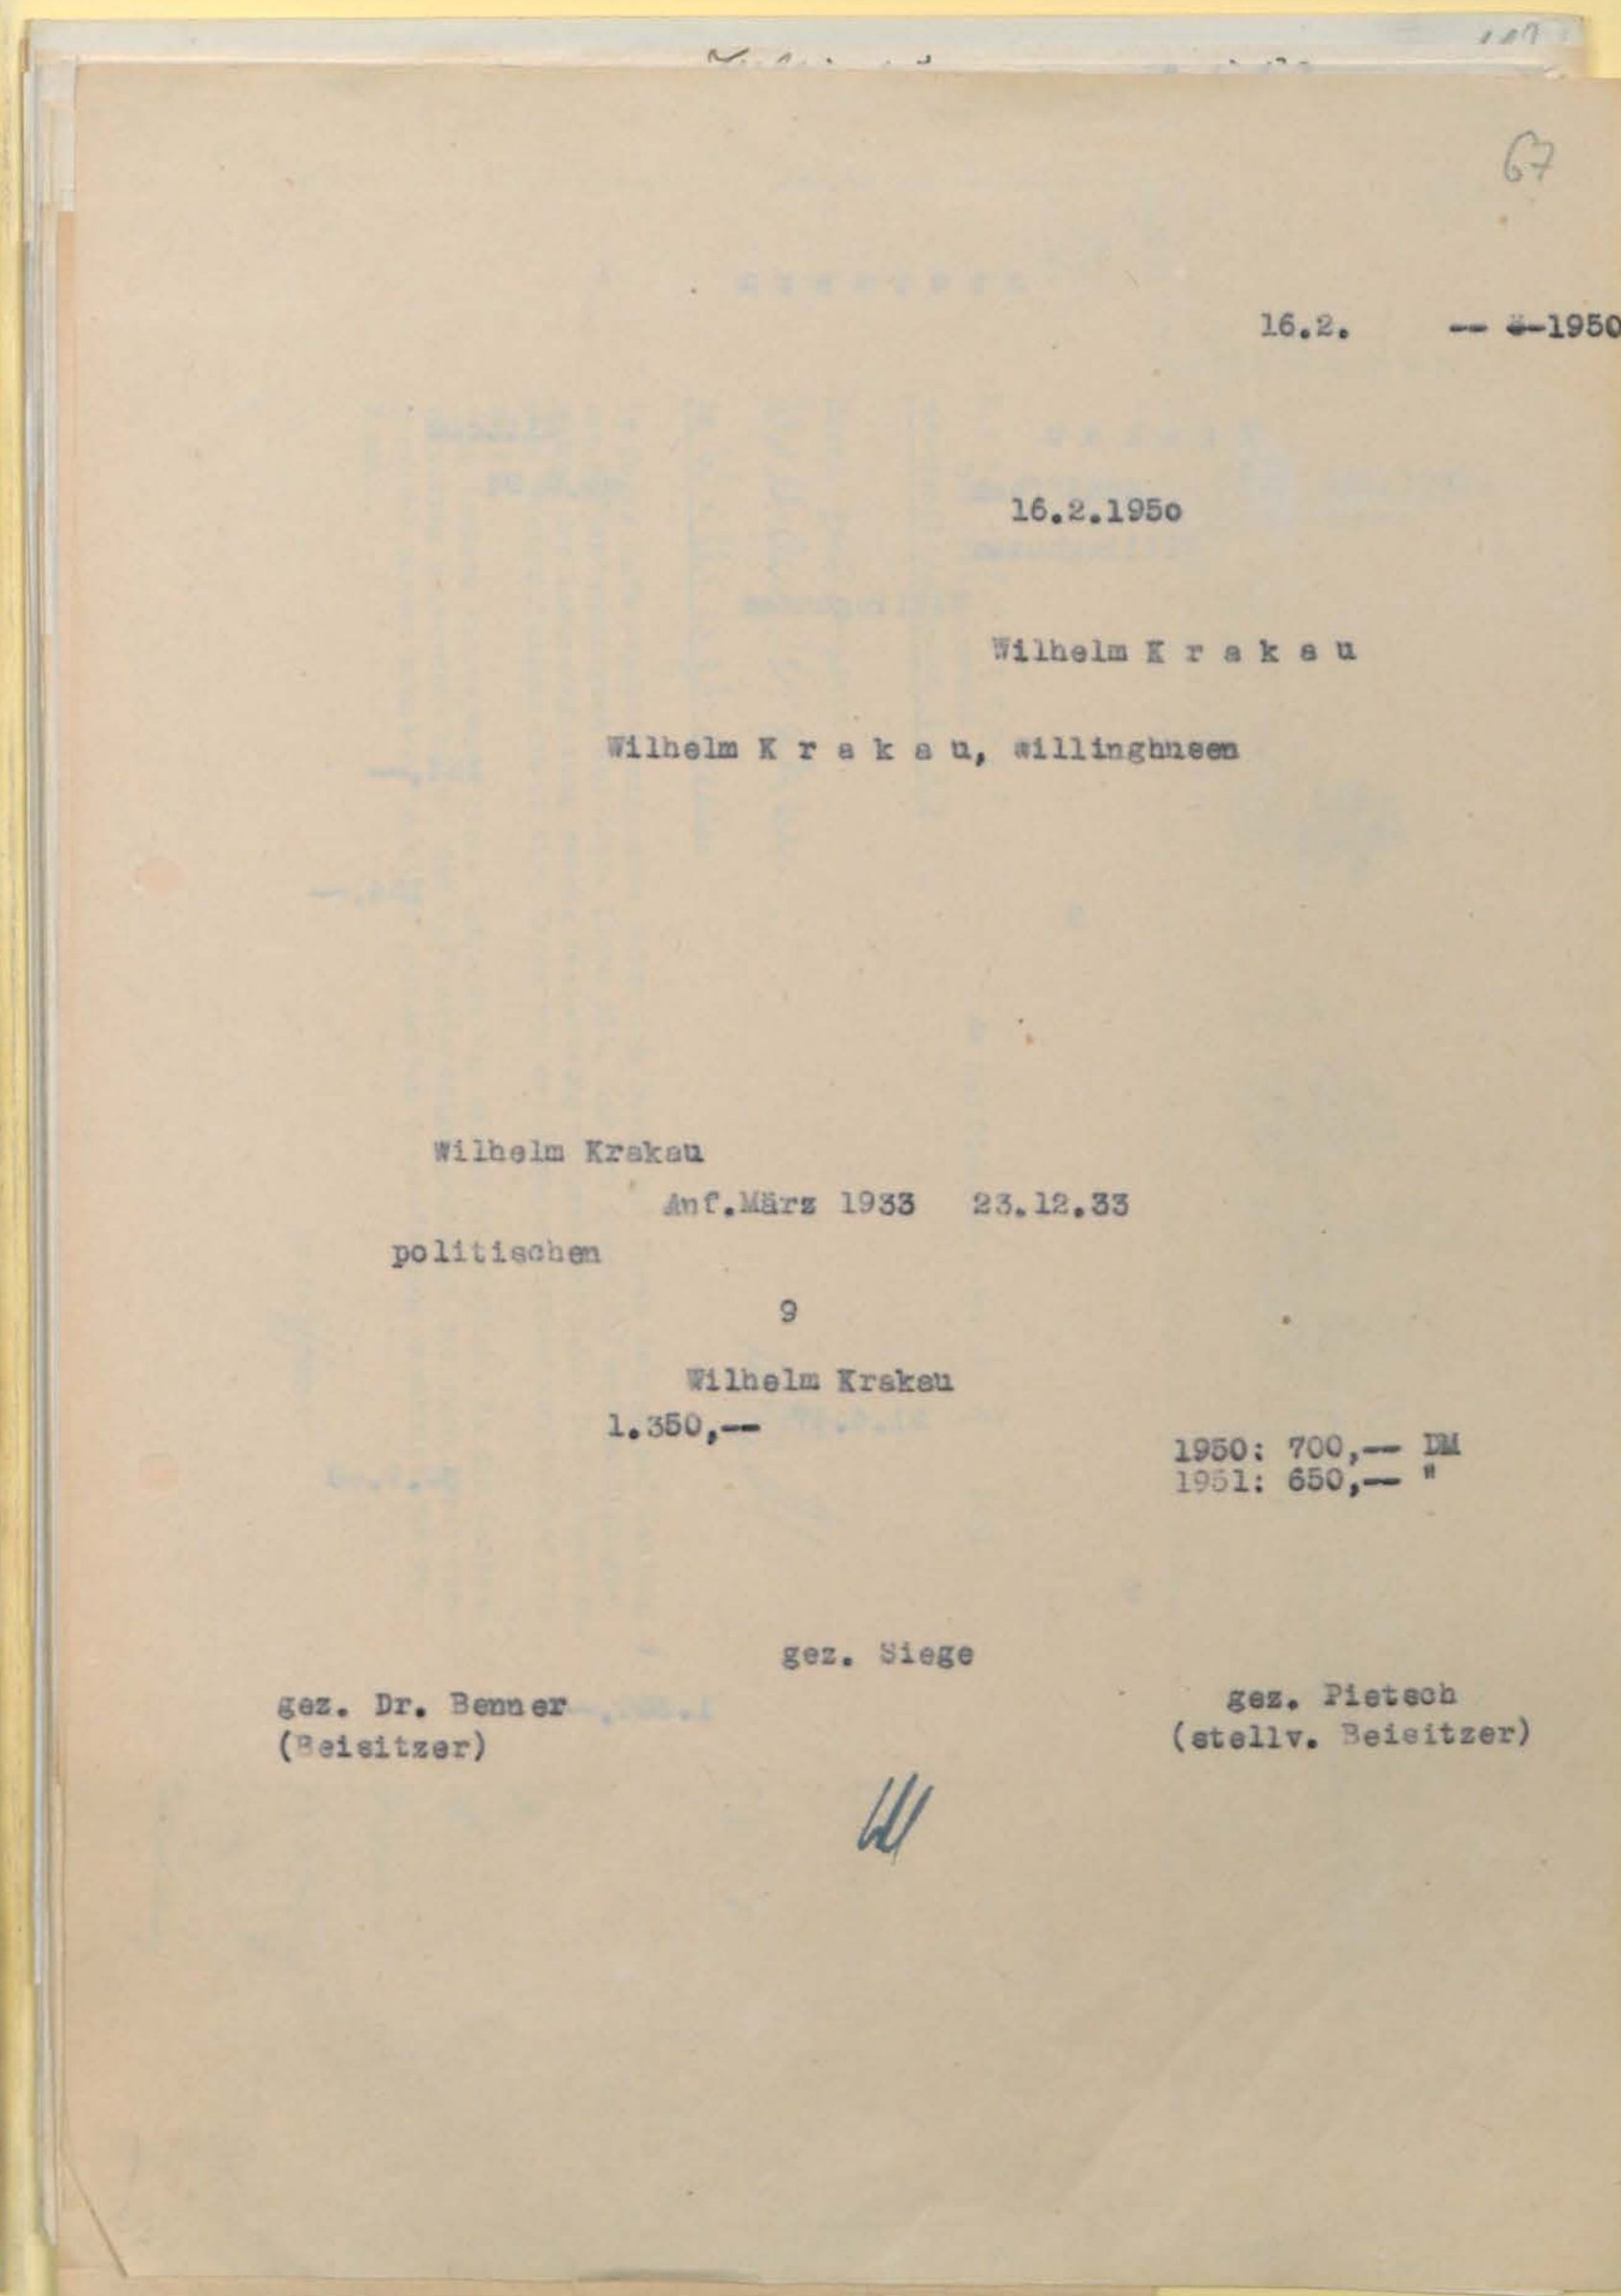 67
16.2. -- 1950
16.2.1950
Wilhelm K r a k a u
Wilhelm K r a k a u, Willinghusen
Wilhelm Krakau
Anf.März 1933 23.12.33
politischen
9
Wilhelm Krakau
1.350,--
1950: 700,-- DM
1951: 650,-- "
gez. Siege
gez. Dr. Benner
(Beisitzer)
gez. Pietsch
(stellv. Beisitzer)